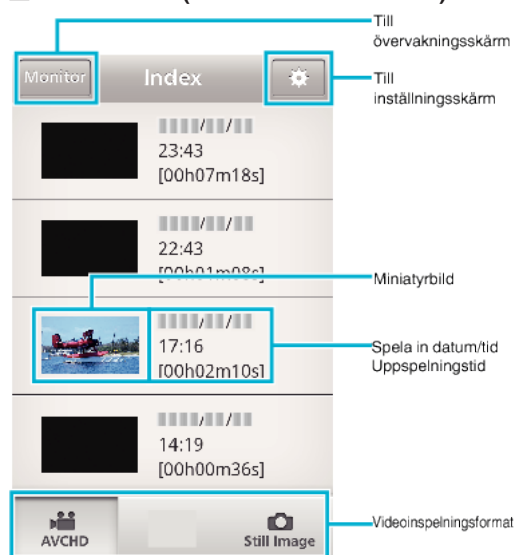 Till
övervakningsskärm
Monitor
Index
Till
inställningsskärm
23:43
[00h07m18s]
22:43
[00h01m08s]
Miniatyrbild
17:16
[00h02m10s]
Spela in datum/tid
Uppspelningstid
14:19
[00h00m36s]
AVCHD
Still Image
Videoinspelningsformat